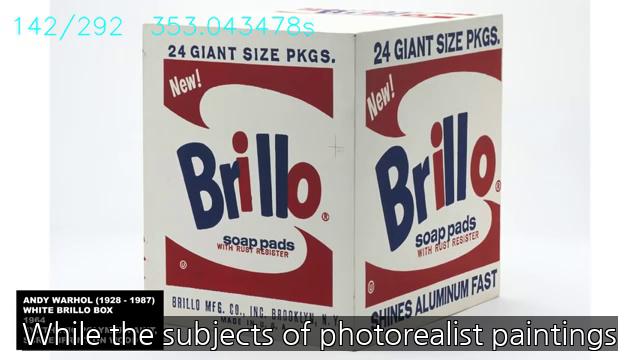 142/292 353.043478s
24 GIANT SIZE PKGS.
New!
Brillo®
soap pads
WITH RUST RESISTER
BRILLO MFG. CO., INC. BROOKLYN, N.Y.
MADE IN U.S.A.
24 GIANT SIZE PKGS.
New!
Brillo®
soap pads
WITH RUST RESISTER
SHINES ALUMINUM FAST
ANDY WARHOL (1928 - 1987)
WHITE BRILLO BOX
1964
While the subjects of photorealist paintings